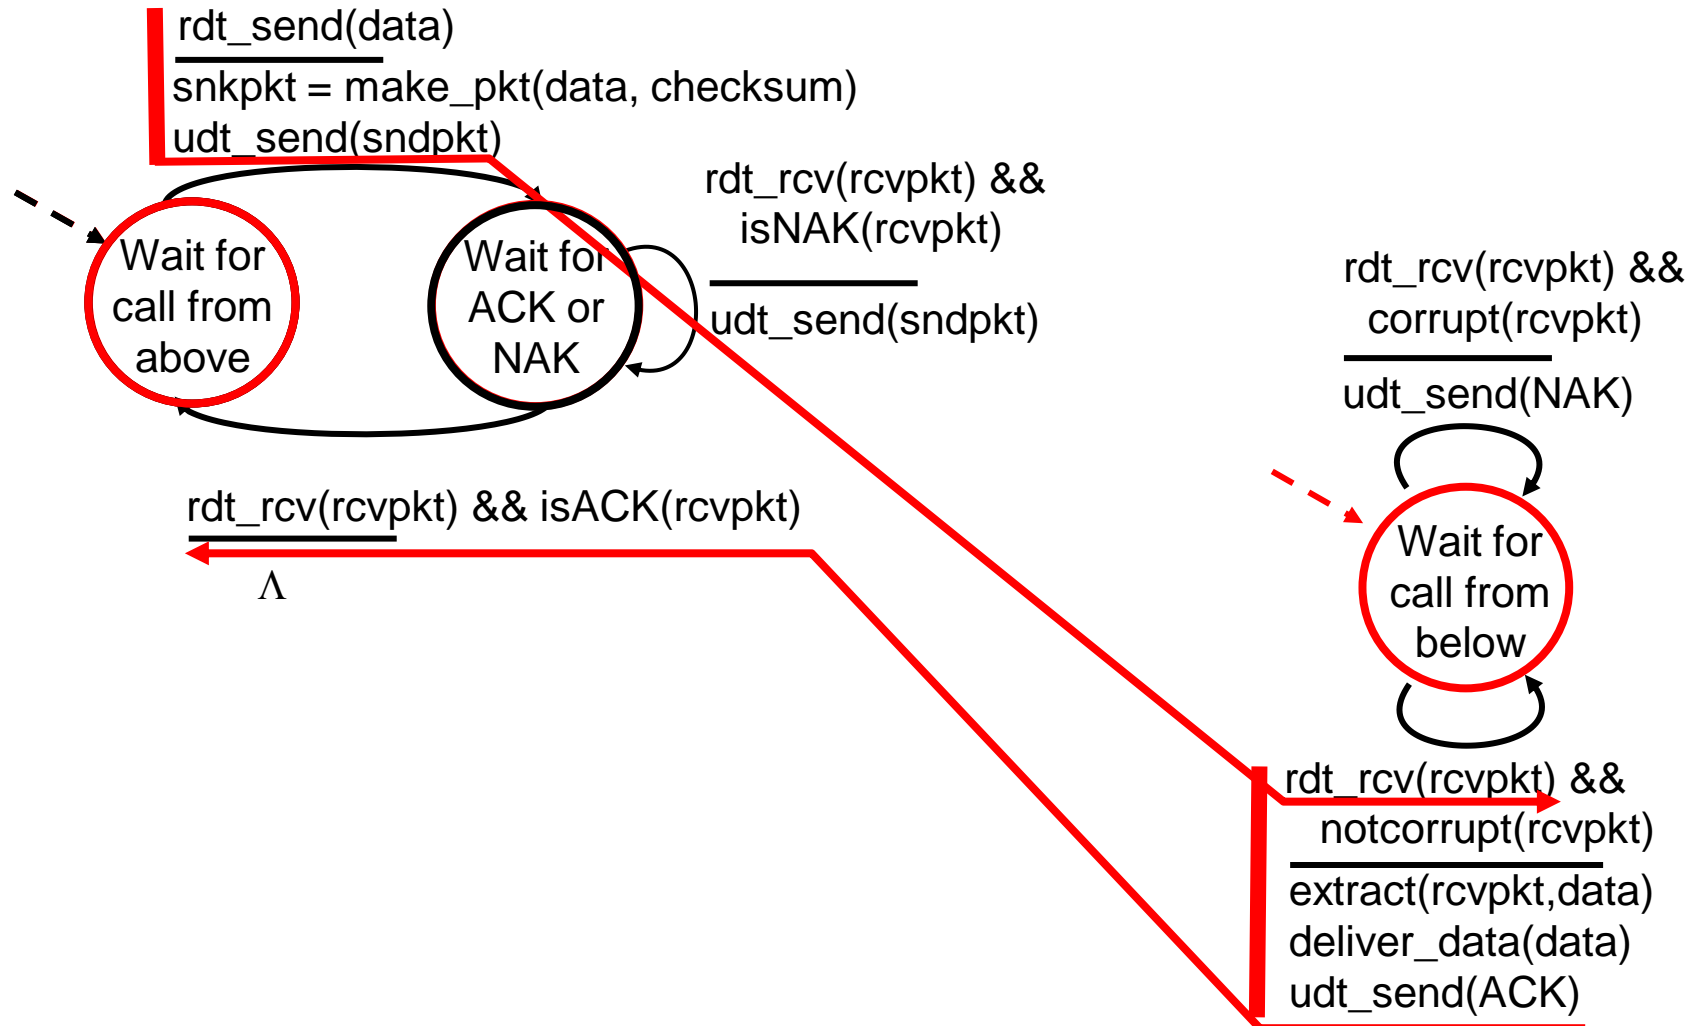 rdt_send(data)
snkpkt = make_pkt(data, checksum)
udt_send(sndpkt)
rdt_rcv(rcvpkt) &&
isNAK(rcvpkt)
udt_send(sndpkt)
Wait for
call from
above
Wait for
ACK or
NAK
rdt_rcv(rcvpkt) && isACK(rcvpkt)
Λ
rdt_rcv(rcvpkt) &&
corrupt(rcvpkt)
udt_send(NAK)
Wait for
call from
below
rdt_rcv(rcvpkt) &&
notcorrupt(rcvpkt)
extract(rcvpkt,data)
deliver_data(data)
udt_send(ACK)